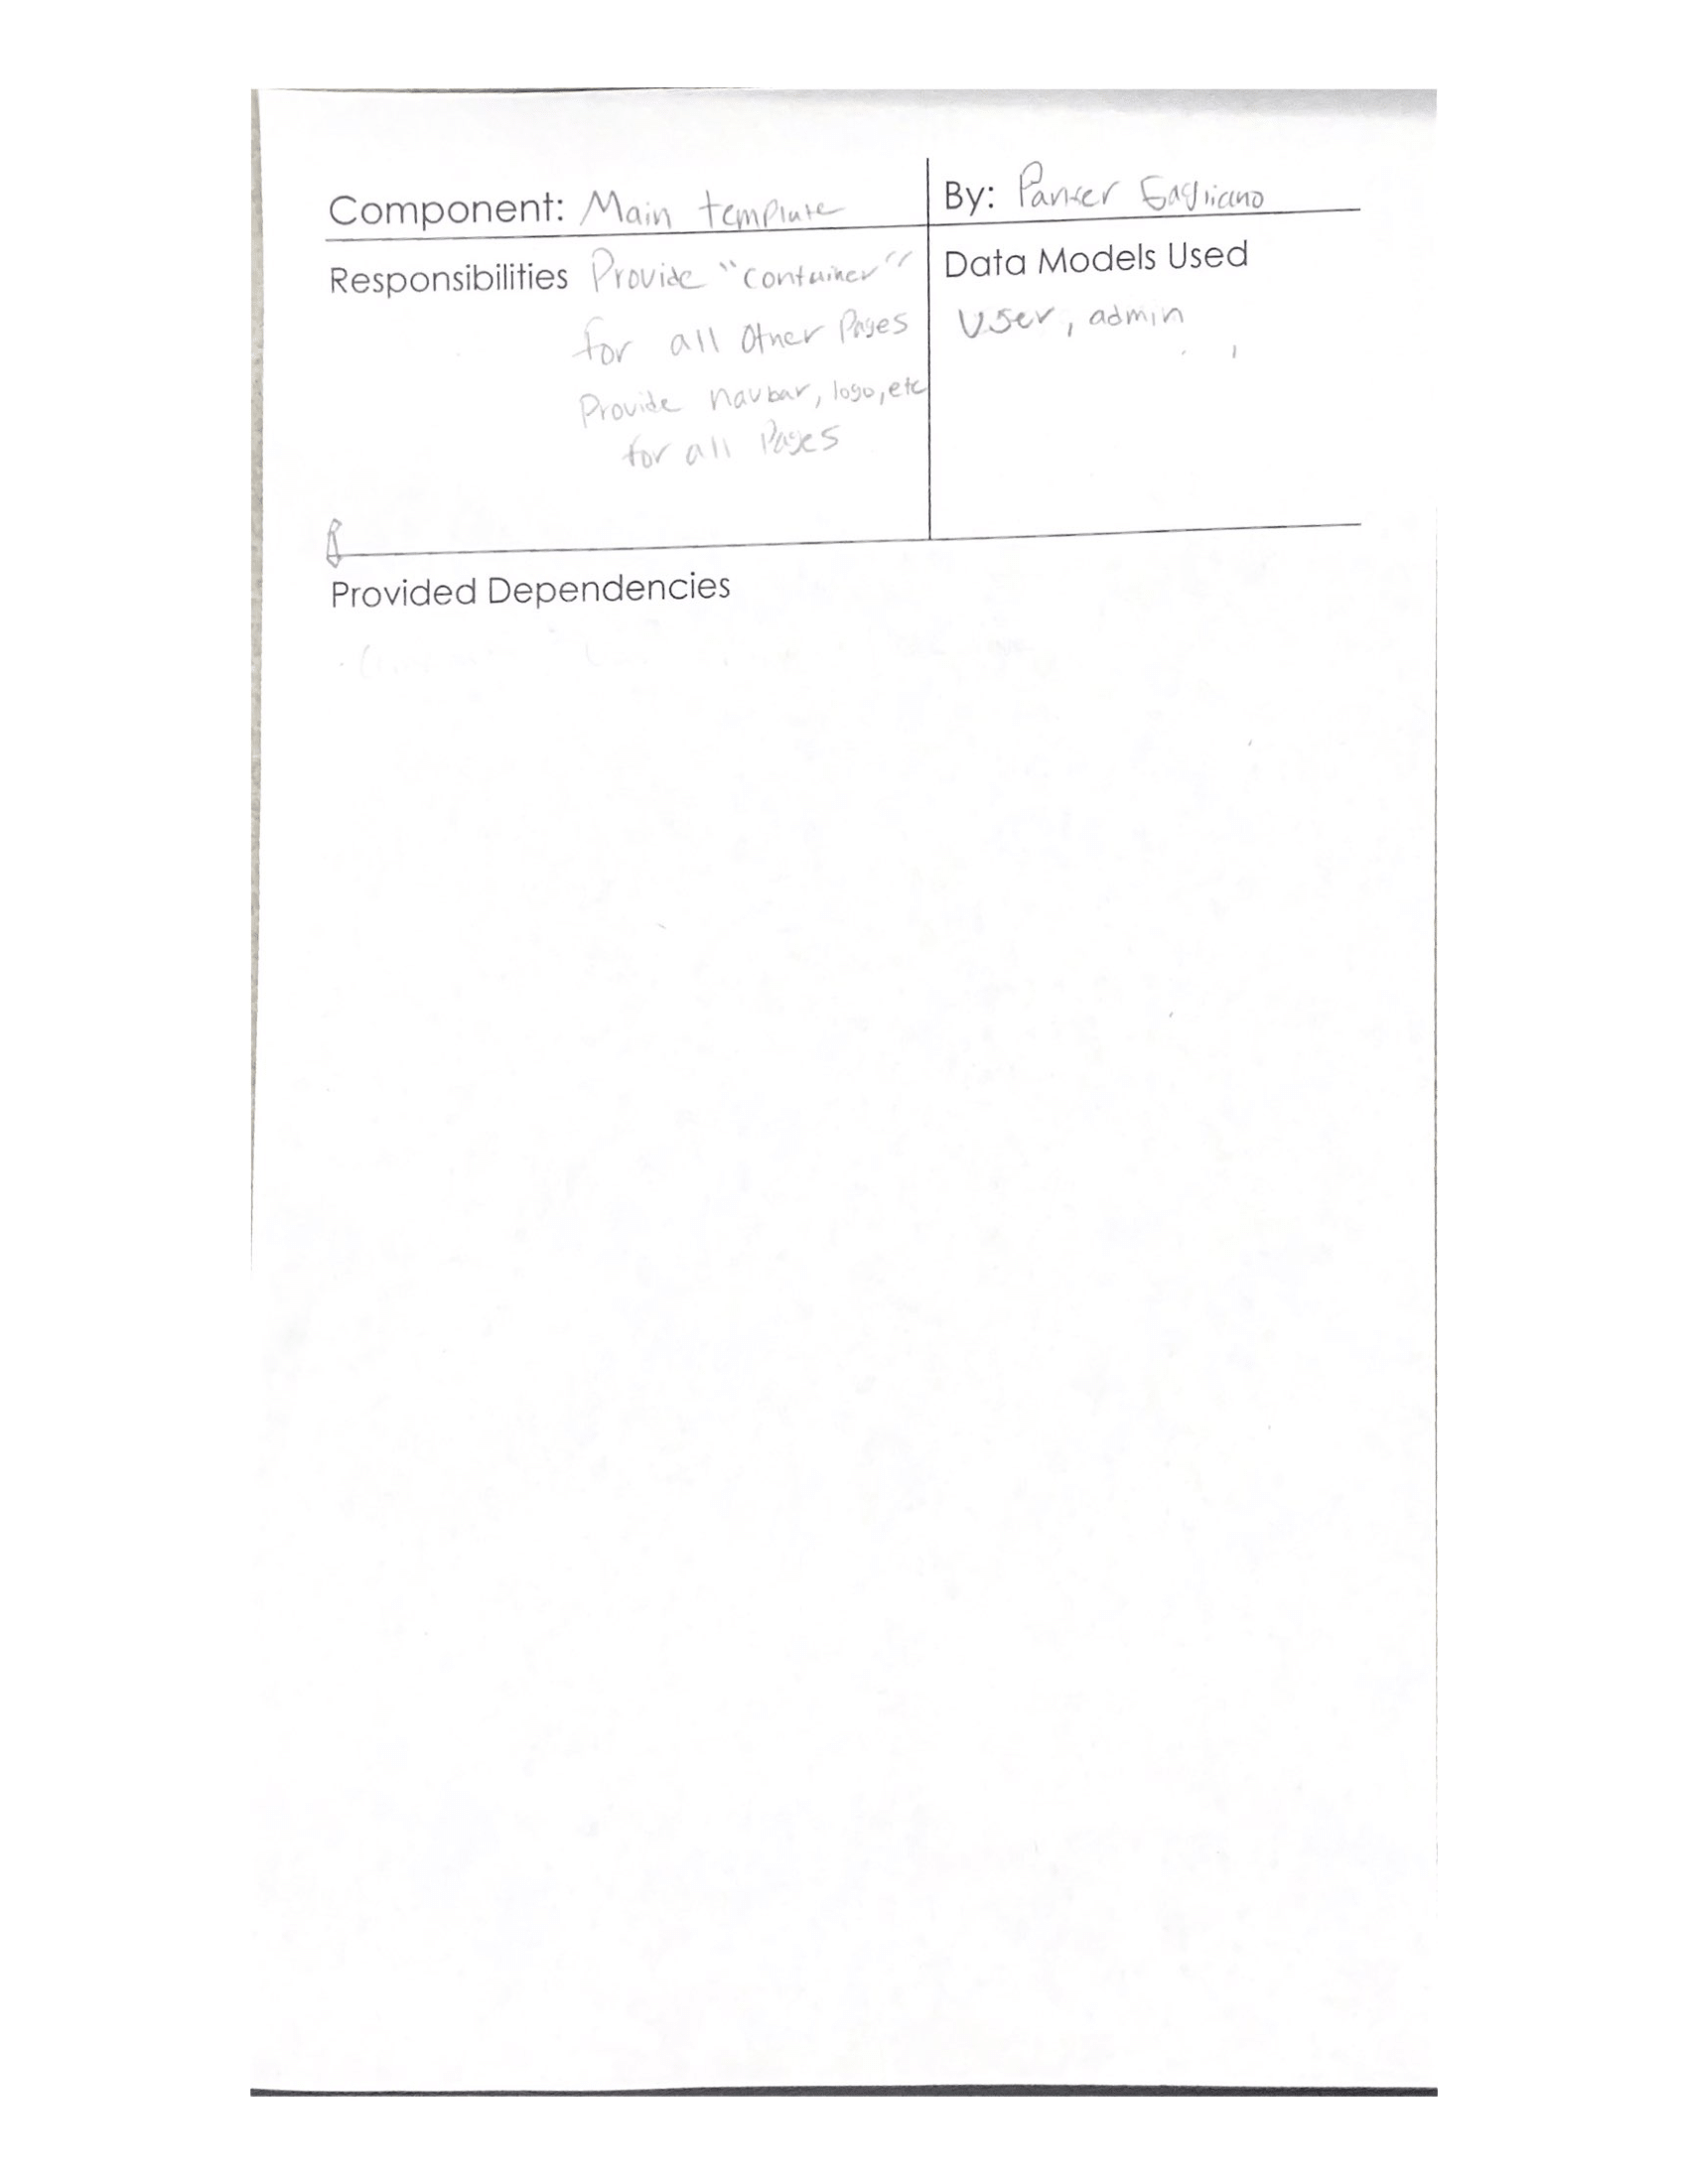 Component: Main template
By: Parker Gagliano
Responsibilities Provide "container"
for all other Pages
Provide navbar, logo, etc
for all Pages
Data Models Used
User, admin
Provided Dependencies